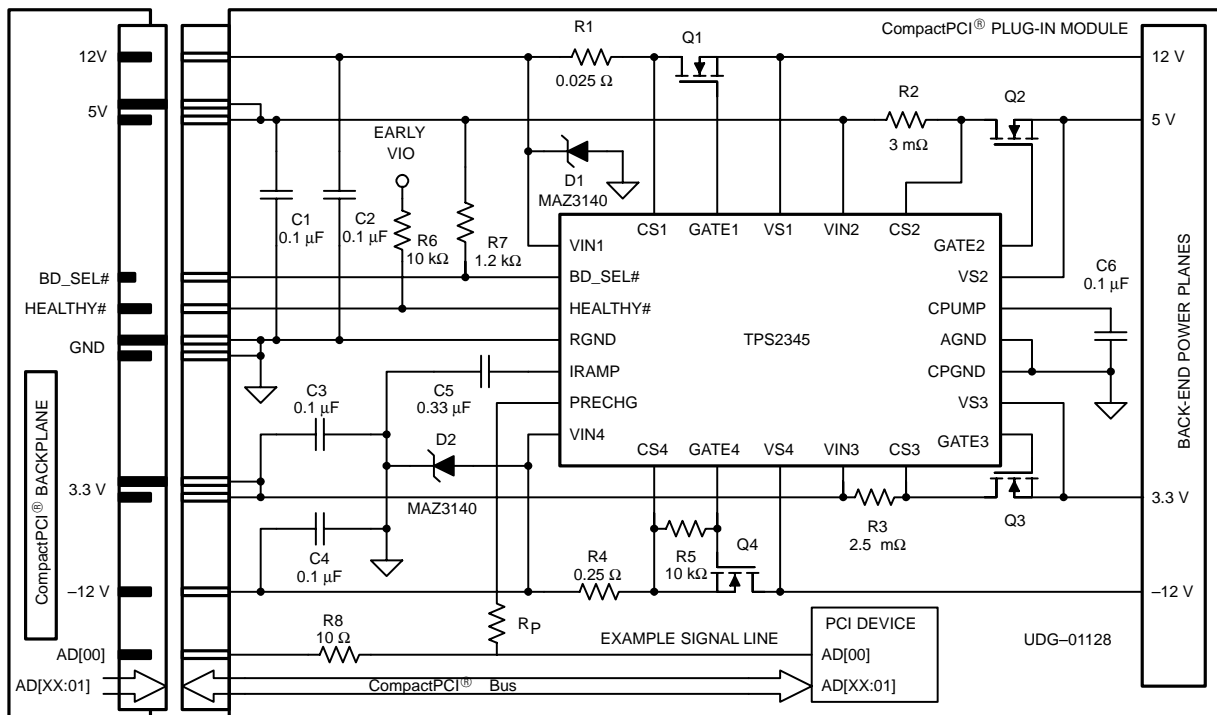 CompactPCI® PLUG-IN MODULE
R1
Q1
12V
12 V
0.025 Ω
R2
Q2
5V
5 V
3 mΩ
EARLY
VIO
D1
MAZ3140
C1
0.1 µF
C2
0.1 µF
R6
10 kΩ
R7
1.2 kΩ
CS1
GATE1
VS1
VIN2
CS2
VIN1
GATE2
BD_SEL#
BD_SEL#
VS2
C6
0.1 µF
HEALTHY#
HEALTHY#
CPUMP
GND
RGND
TPS2345
AGND
IRAMP
CPGND
C3
0.1 µF
C5
0.33 µF
PRECHG
VS3
D2
MAZ3140
VIN4
GATE3
CS4
GATE4
VS4
VIN3
CS3
3.3 V
3.3 V
R3
2.5 mΩ
Q3
C4
0.1 µF
R4
0.25 Ω
R5
10 kΩ
Q4
–12 V
–12 V
R8
10 Ω
RP
EXAMPLE SIGNAL LINE
PCI DEVICE
UDG–01128
AD[00]
AD[00]
AD[XX:01]
CompactPCI® Bus
AD[XX:01]
CompactPCI® BACKPLANE
BACK-END POWER PLANES